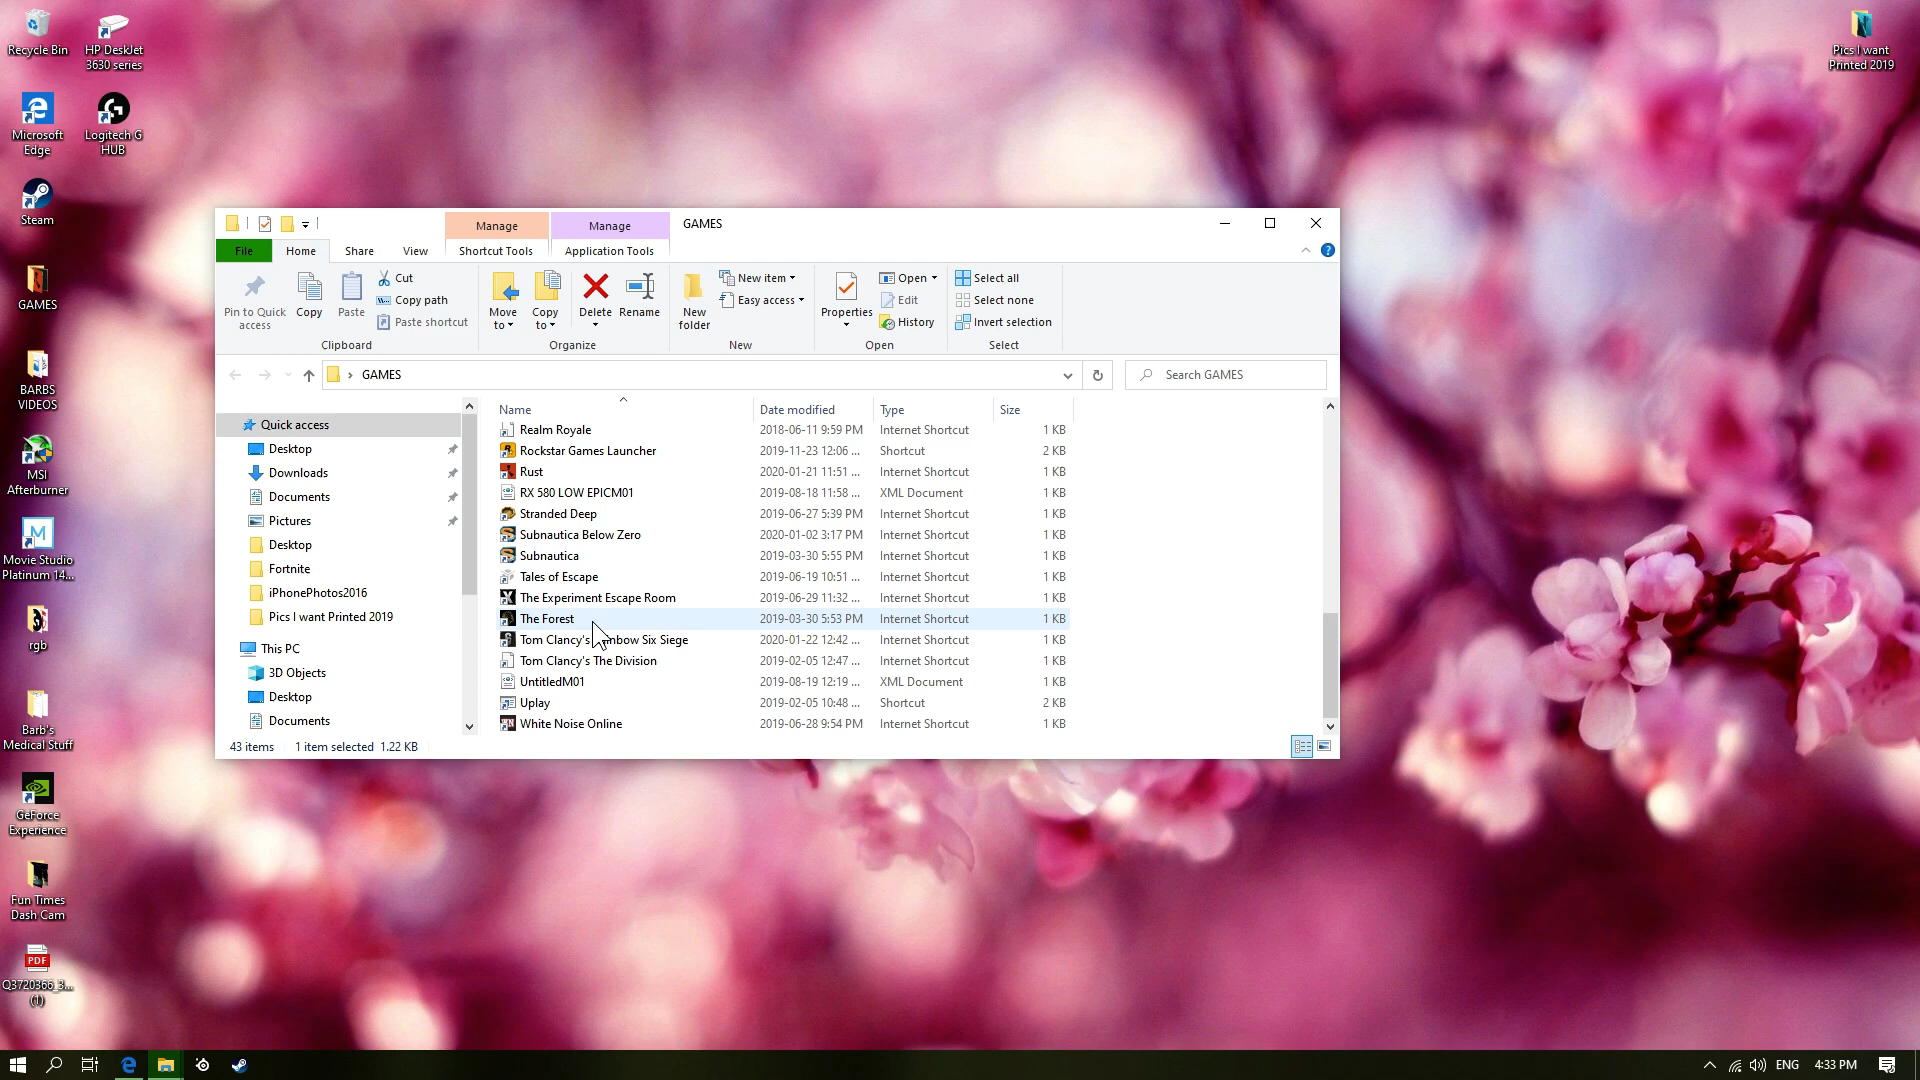 Recycle Bin
HP DeskJet
3630 series
Microsoft
Edge
Logitech G
HUB
Steam
GAMES
BARBS
VIDEOS
MSI
Afterburner
Movie Studio
Platinum 14...
rgb
Barb's
Medical Stuff
GeForce
Experience
Fun Times
Dash Cam
PDF
Q3720366_3...
(1)
Pics I want
Printed 2019
Manage
Manage
GAMES
File
Home
Share
View
Shortcut Tools
Application Tools
Pin to Quick
access
Copy
Paste
Cut
Copy path
Paste shortcut
Clipboard
Move
to
Copy
to
Delete
Rename
Organize
New
folder
New item
Easy access
New
Properties
Open
Edit
History
Open
Select all
Select none
Invert selection
Select
GAMES
Search GAMES
Quick access
Desktop
Downloads
Documents
Pictures
Desktop
Fortnite
iPhonePhotos2016
Pics I want Printed 2019
This PC
3D Objects
Desktop
Documents
Name Date modified Type Size
Realm Royale 2018-06-11 9:59 PM Internet Shortcut 1 KB
Rockstar Games Launcher 2019-11-23 12:06 ... Shortcut 2 KB
Rust 2020-01-21 11:51 ... Internet Shortcut 1 KB
RX 580 LOW EPICM01 2019-08-18 11:58 ... XML Document 1 KB
Stranded Deep 2019-06-27 5:39 PM Internet Shortcut 1 KB
Subnautica Below Zero 2020-01-02 3:17 PM Internet Shortcut 1 KB
Subnautica 2019-03-30 5:55 PM Internet Shortcut 1 KB
Tales of Escape 2019-06-19 10:51 ... Internet Shortcut 1 KB
The Experiment Escape Room 2019-06-29 11:32 ... Internet Shortcut 1 KB
The Forest 2019-03-30 5:53 PM Internet Shortcut 1 KB
Tom Clancy's Rainbow Six Siege 2020-01-22 12:42 ... Internet Shortcut 1 KB
Tom Clancy's The Division 2019-02-05 12:47 ... Internet Shortcut 1 KB
UntitledM01 2019-08-19 12:19 ... XML Document 1 KB
Uplay 2019-02-05 10:48 ... Shortcut 2 KB
White Noise Online 2019-06-28 9:54 PM Internet Shortcut 1 KB
43 items 1 item selected 1.22 KB
ENG 4:33 PM